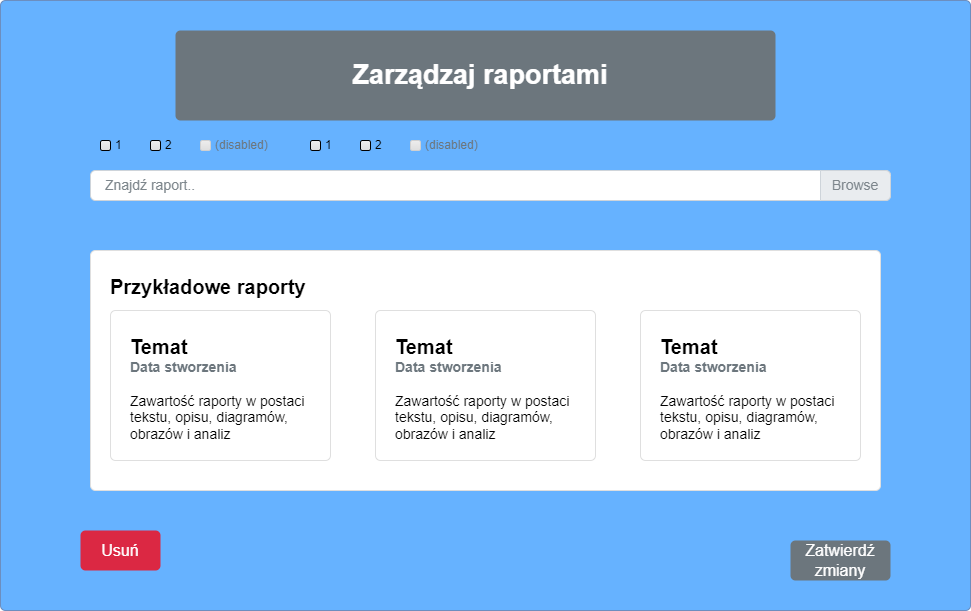 Zarządzaj raportami
1 2 (disabled) 1 2 (disabled)
Znajdź raport.. Browse
Przykładowe raporty
Temat
Data stworzenia
Zawartość raporty w postaci
tekstu, opisu, diagramów,
obrazów i analiz
Temat
Data stworzenia
Zawartość raporty w postaci
tekstu, opisu, diagramów,
obrazów i analiz
Temat
Data stworzenia
Zawartość raporty w postaci
tekstu, opisu, diagramów,
obrazów i analiz
Usuń
Zatwierdź
zmiany